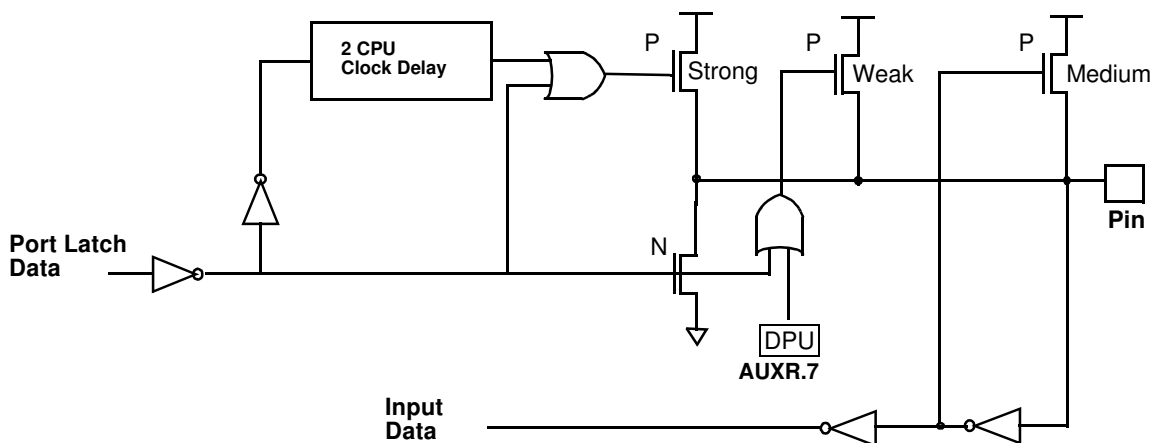 2 CPU
Clock Delay
P
Strong
P
Weak
P
Medium
Pin
Port Latch
Data
N
DPU
AUXR.7
Input
Data